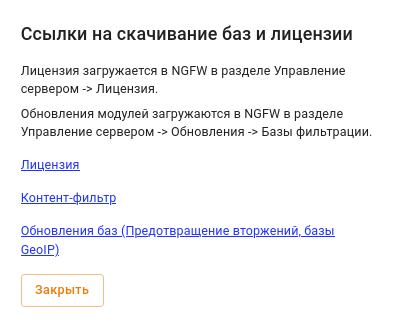 Ссылки на скачивание баз и лицензии
Лицензия загружается в NGFW в разделе Управление
сервером -> Лицензия.
Обновления модулей загружаются в NGFW в разделе
Управление сервером -> Обновления -> Базы фильтрации.
Лицензия
Контент-фильтр
Обновления баз (Предотвращение вторжений, базы
GeoIP)
Закрыть